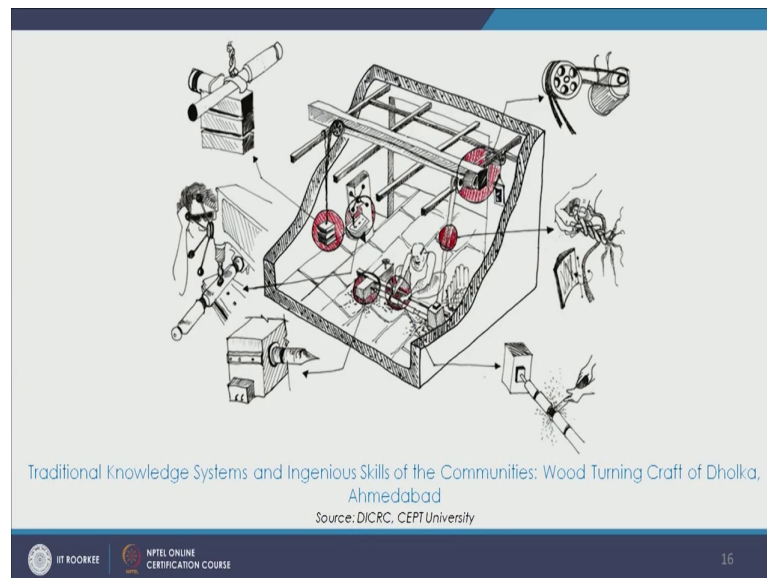 Traditional Knowledge Systems and Ingenious Skills of the Communities: Wood Turning Craft of Dholka,
Ahmedabad
Source: DICRC, CEPT University
IIT ROORKEE
NPTEL ONLINE
CERTIFICATION COURSE
16